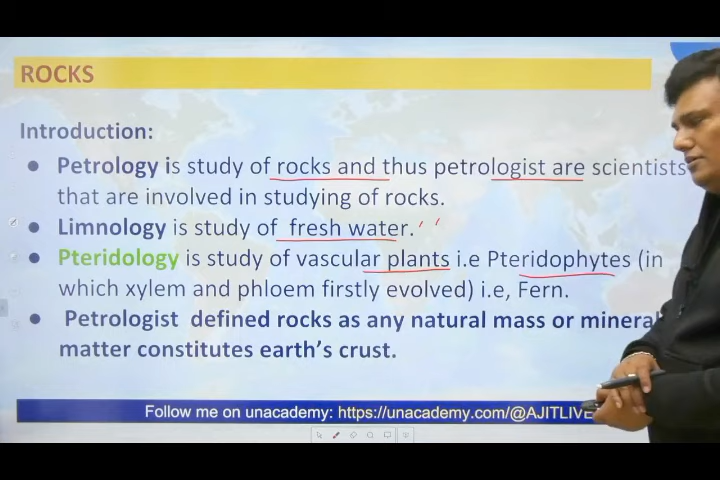 ROCKS
Introduction:
● Petrology is study of rocks and thus petrologist are scientists
that are involved in studying of rocks.
● Limnology is study of fresh water.
● Pteridology is study of vascular plants i.e Pteridophytes (in
which xylem and phloem firstly evolved) i.e, Fern.
● Petrologist defined rocks as any natural mass or mineral
matter constitutes earth's crust.
Follow me on unacademy: https://unacademy.com/@AJITLIVE